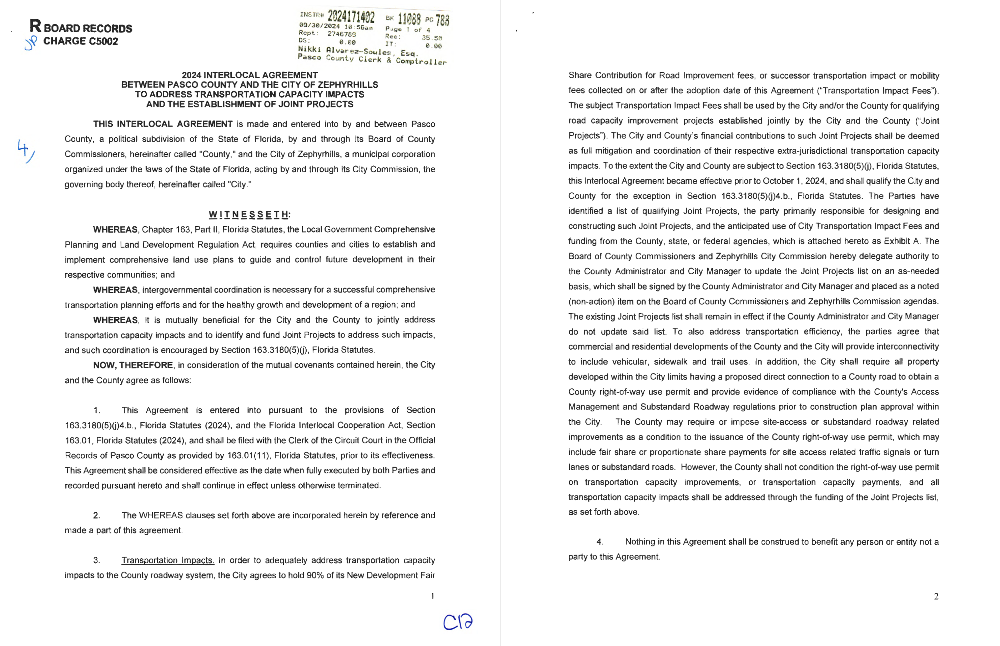 R BOARD RECORDS
JP CHARGE C5002
INSTR# 2024171402 BK 11088 PG 788
09/30/2024 10:56am Page 1 of 4
Rcpt: 2746789 Rec: 35.50
DS: 0.00 IT: 0.00
Nikki Alvarez-Sowles, Esq.
Pasco County Clerk & Comptroller
2024 INTERLOCAL AGREEMENT
BETWEEN PASCO COUNTY AND THE CITY OF ZEPHYRHILLS
TO ADDRESS TRANSPORTATION CAPACITY IMPACTS
AND THE ESTABLISHMENT OF JOINT PROJECTS
THIS INTERLOCAL AGREEMENT is made and entered into by and between Pasco
County, a political subdivision of the State of Florida, by and through its Board of County
Commissioners, hereinafter called "County," and the City of Zephyrhills, a municipal corporation
organized under the laws of the State of Florida, acting by and through its City Commission, the
governing body thereof, hereinafter called "City."
4
WITNESSETH:
WHEREAS, Chapter 163, Part II, Florida Statutes, the Local Government Comprehensive
Planning and Land Development Regulation Act, requires counties and cities to establish and
implement comprehensive land use plans to guide and control future development in their
respective communities; and
WHEREAS, intergovernmental coordination is necessary for a successful comprehensive
transportation planning efforts and for the healthy growth and development of a region; and
WHEREAS, it is mutually beneficial for the City and the County to jointly address
transportation capacity impacts and to identify and fund Joint Projects to address such impacts,
and such coordination is encouraged by Section 163.3180(5)(j), Florida Statutes.
NOW, THEREFORE, in consideration of the mutual covenants contained herein, the City
and the County agree as follows:
1. This Agreement is entered into pursuant to the provisions of Section
163.3180(5)(j)4.b., Florida Statutes (2024), and the Florida Interlocal Cooperation Act, Section
163.01, Florida Statutes (2024), and shall be filed with the Clerk of the Circuit Court in the Official
Records of Pasco County as provided by 163.01(11), Florida Statutes, prior to its effectiveness.
This Agreement shall be considered effective as the date when fully executed by both Parties and
recorded pursuant hereto and shall continue in effect unless otherwise terminated.
2. The WHEREAS clauses set forth above are incorporated herein by reference and
made a part of this agreement.
3. Transportation Impacts. In order to adequately address transportation capacity
impacts to the County roadway system, the City agrees to hold 90% of its New Development Fair
1
Share Contribution for Road Improvement fees, or successor transportation impact or mobility
fees collected on or after the adoption date of this Agreement (“Transportation Impact Fees”).
The subject Transportation Impact Fees shall be used by the City and/or the County for qualifying
road capacity improvement projects established jointly by the City and the County (“Joint
Projects”). The City and County’s financial contributions to such Joint Projects shall be deemed
as full mitigation and coordination of their respective extra-jurisdictional transportation capacity
impacts. To the extent the City and County are subject to Section 163.3180(5)(j), Florida Statutes,
this Interlocal Agreement became effective prior to October 1, 2024, and shall qualify the City and
County for the exception in Section 163.3180(5)(j)4.b., Florida Statutes. The Parties have
identified a list of qualifying Joint Projects, the party primarily responsible for designing and
constructing such Joint Projects, and the anticipated use of City Transportation Impact Fees and
funding from the County, state, or federal agencies, which is attached hereto as Exhibit A. The
Board of County Commissioners and Zephyrhills City Commission hereby delegate authority to
the County Administrator and City Manager to update the Joint Projects list on an as-needed
basis, which shall be signed by the County Administrator and City Manager and placed as a noted
(non-action) item on the Board of County Commissioners and Zephyrhills Commission agendas.
The existing Joint Projects list shall remain in effect if the County Administrator and City Manager
do not update said list. To also address transportation efficiency, the parties agree that
commercial and residential developments of the County and the City will provide interconnectivity
to include vehicular, sidewalk and trail uses. In addition, the City shall require all property
developed within the City limits having a proposed direct connection to a County road to obtain a
County right-of-way use permit and provide evidence of compliance with the County's Access
Management and Substandard Roadway regulations prior to construction plan approval within
the City. The County may require or impose site-access or substandard roadway related
improvements as a condition to the issuance of the County right-of-way use permit, which may
include fair share or proportionate share payments for site access related traffic signals or turn
lanes or substandard roads. However, the County shall not condition the right-of-way use permit
on transportation capacity improvements, or transportation capacity payments, and all
transportation capacity impacts shall be addressed through the funding of the Joint Projects list,
as set forth above.
4. Nothing in this Agreement shall be construed to benefit any person or entity not a
party to this Agreement.
2